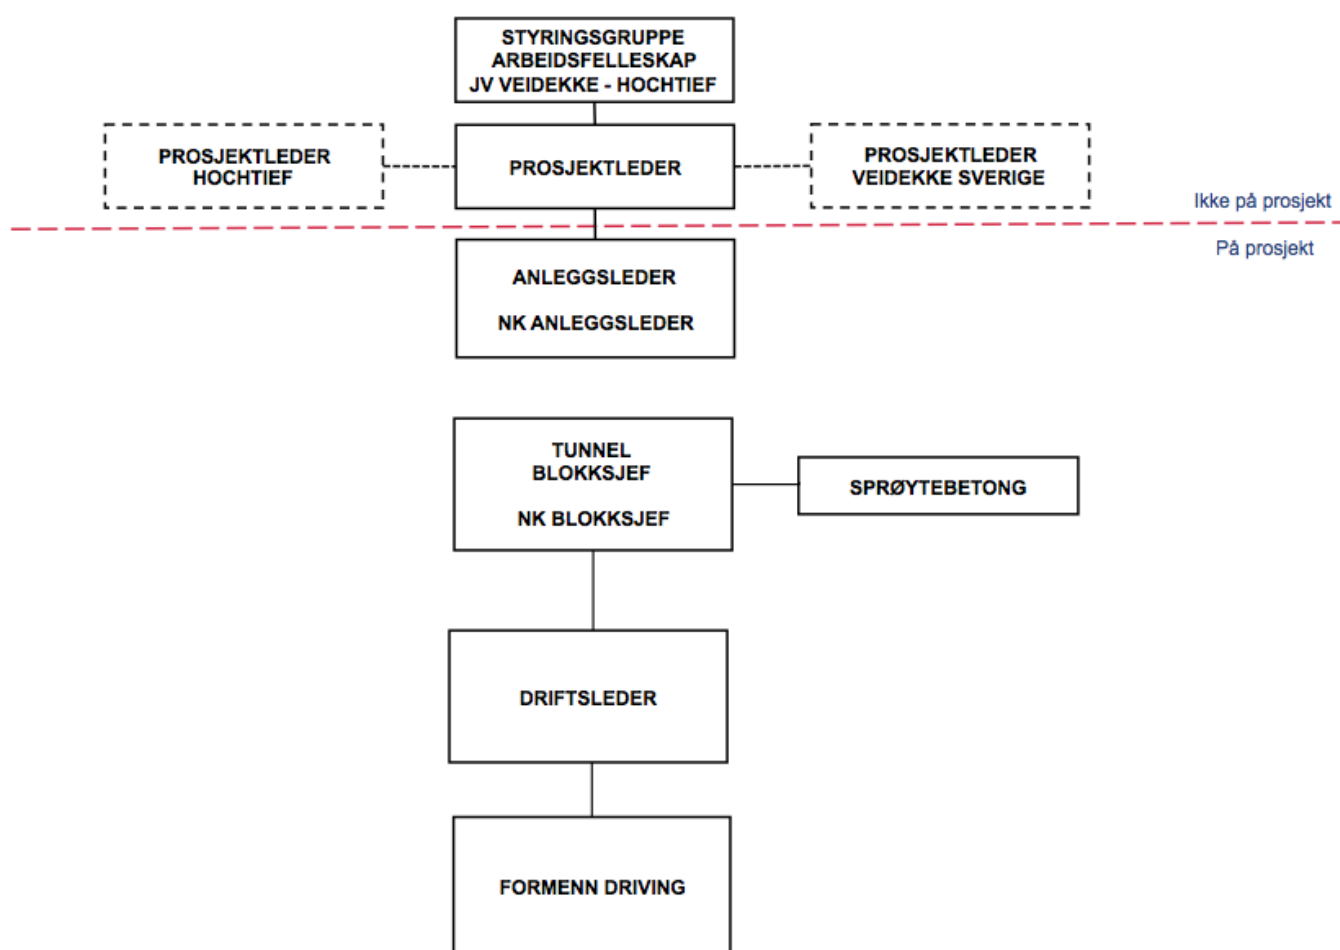 STYRINGSGRUPPE
ARBEIDSFELLESKAP
JV VEIDEKKE - HOCHTIEF
PROSJEKTLEDER
HOCHTIEF
PROSJEKTLEDER
PROSJEKTLEDER
VEIDEKKE SVERIGE
Ikke på prosjekt
På prosjekt
ANLEGGSLEDER
NK ANLEGGSLEDER
TUNNEL
BLOKKSJEF
NK BLOKKSJEF
SPRØYTEBETONG
DRIFTSLEDER
FORMENN DRIVING